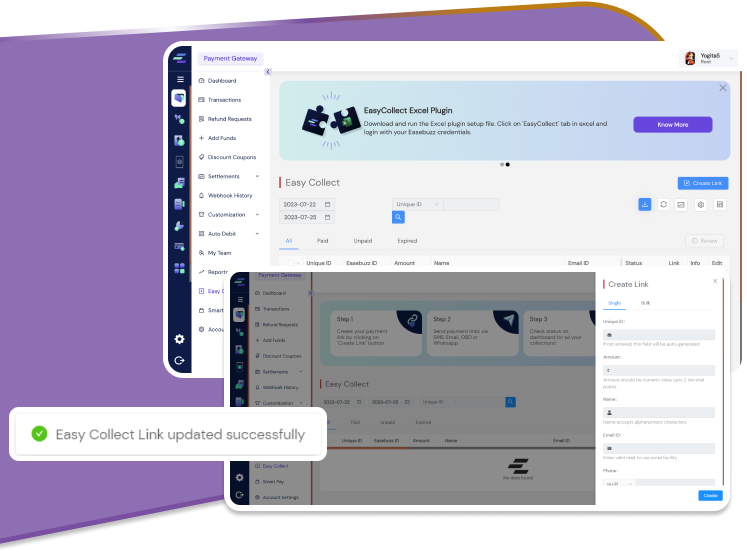 Payment Gateway
YogitaS
Reet
Dashboard
Transactions
Refund Requests
Add Funds
Discount Coupons
Settlements
Webhook History
Customization
Auto Debit
My Team
Reports
Easy C
Smart
Accou
EasyCollect Excel Plugin
Download and run the Excel plugin setup file. Click on 'EasyCollect' tab in excel and
login with your Easebuzz credentials.
Know More
Easy Collect
Create Link
2023-07-22
2023-07-26
Unique ID
All Paid Unpaid Expired
Renew
Unique ID Easebuzz ID Amount Name Email ID Status Link Info Edit
Payment Gateway
Dashboard
Transactions
Refund Requests
Add Funds
Discount Coupons
Settlements
Webhook History
Customization
Easy Collect
Smart Pay
Account Settings
Step 1
Create your payment
link by clicking on
'Create Link' button
Step 2
Send payment links via
SMS, Email, OBD or
Whatsapp
Step 3
Check status on
dashboard for all your
collections
Easy Collect
2023-07-22 2023-07-26 Unique ID
Paid Unpaid Expired
Unique ID Easebuzz ID Amount Name Email ID
No data found
Create Link
X
Single Bulk
Unique ID:
If not entered, this field will be auto-generated
Amount:
Amount should be numeric value upto 2 decimal
points
Name:
Name accepts alphanumeric characters
Email ID:
Enter valid mail, to use email facility
Phone:
Create
Easy Collect Link updated successfully